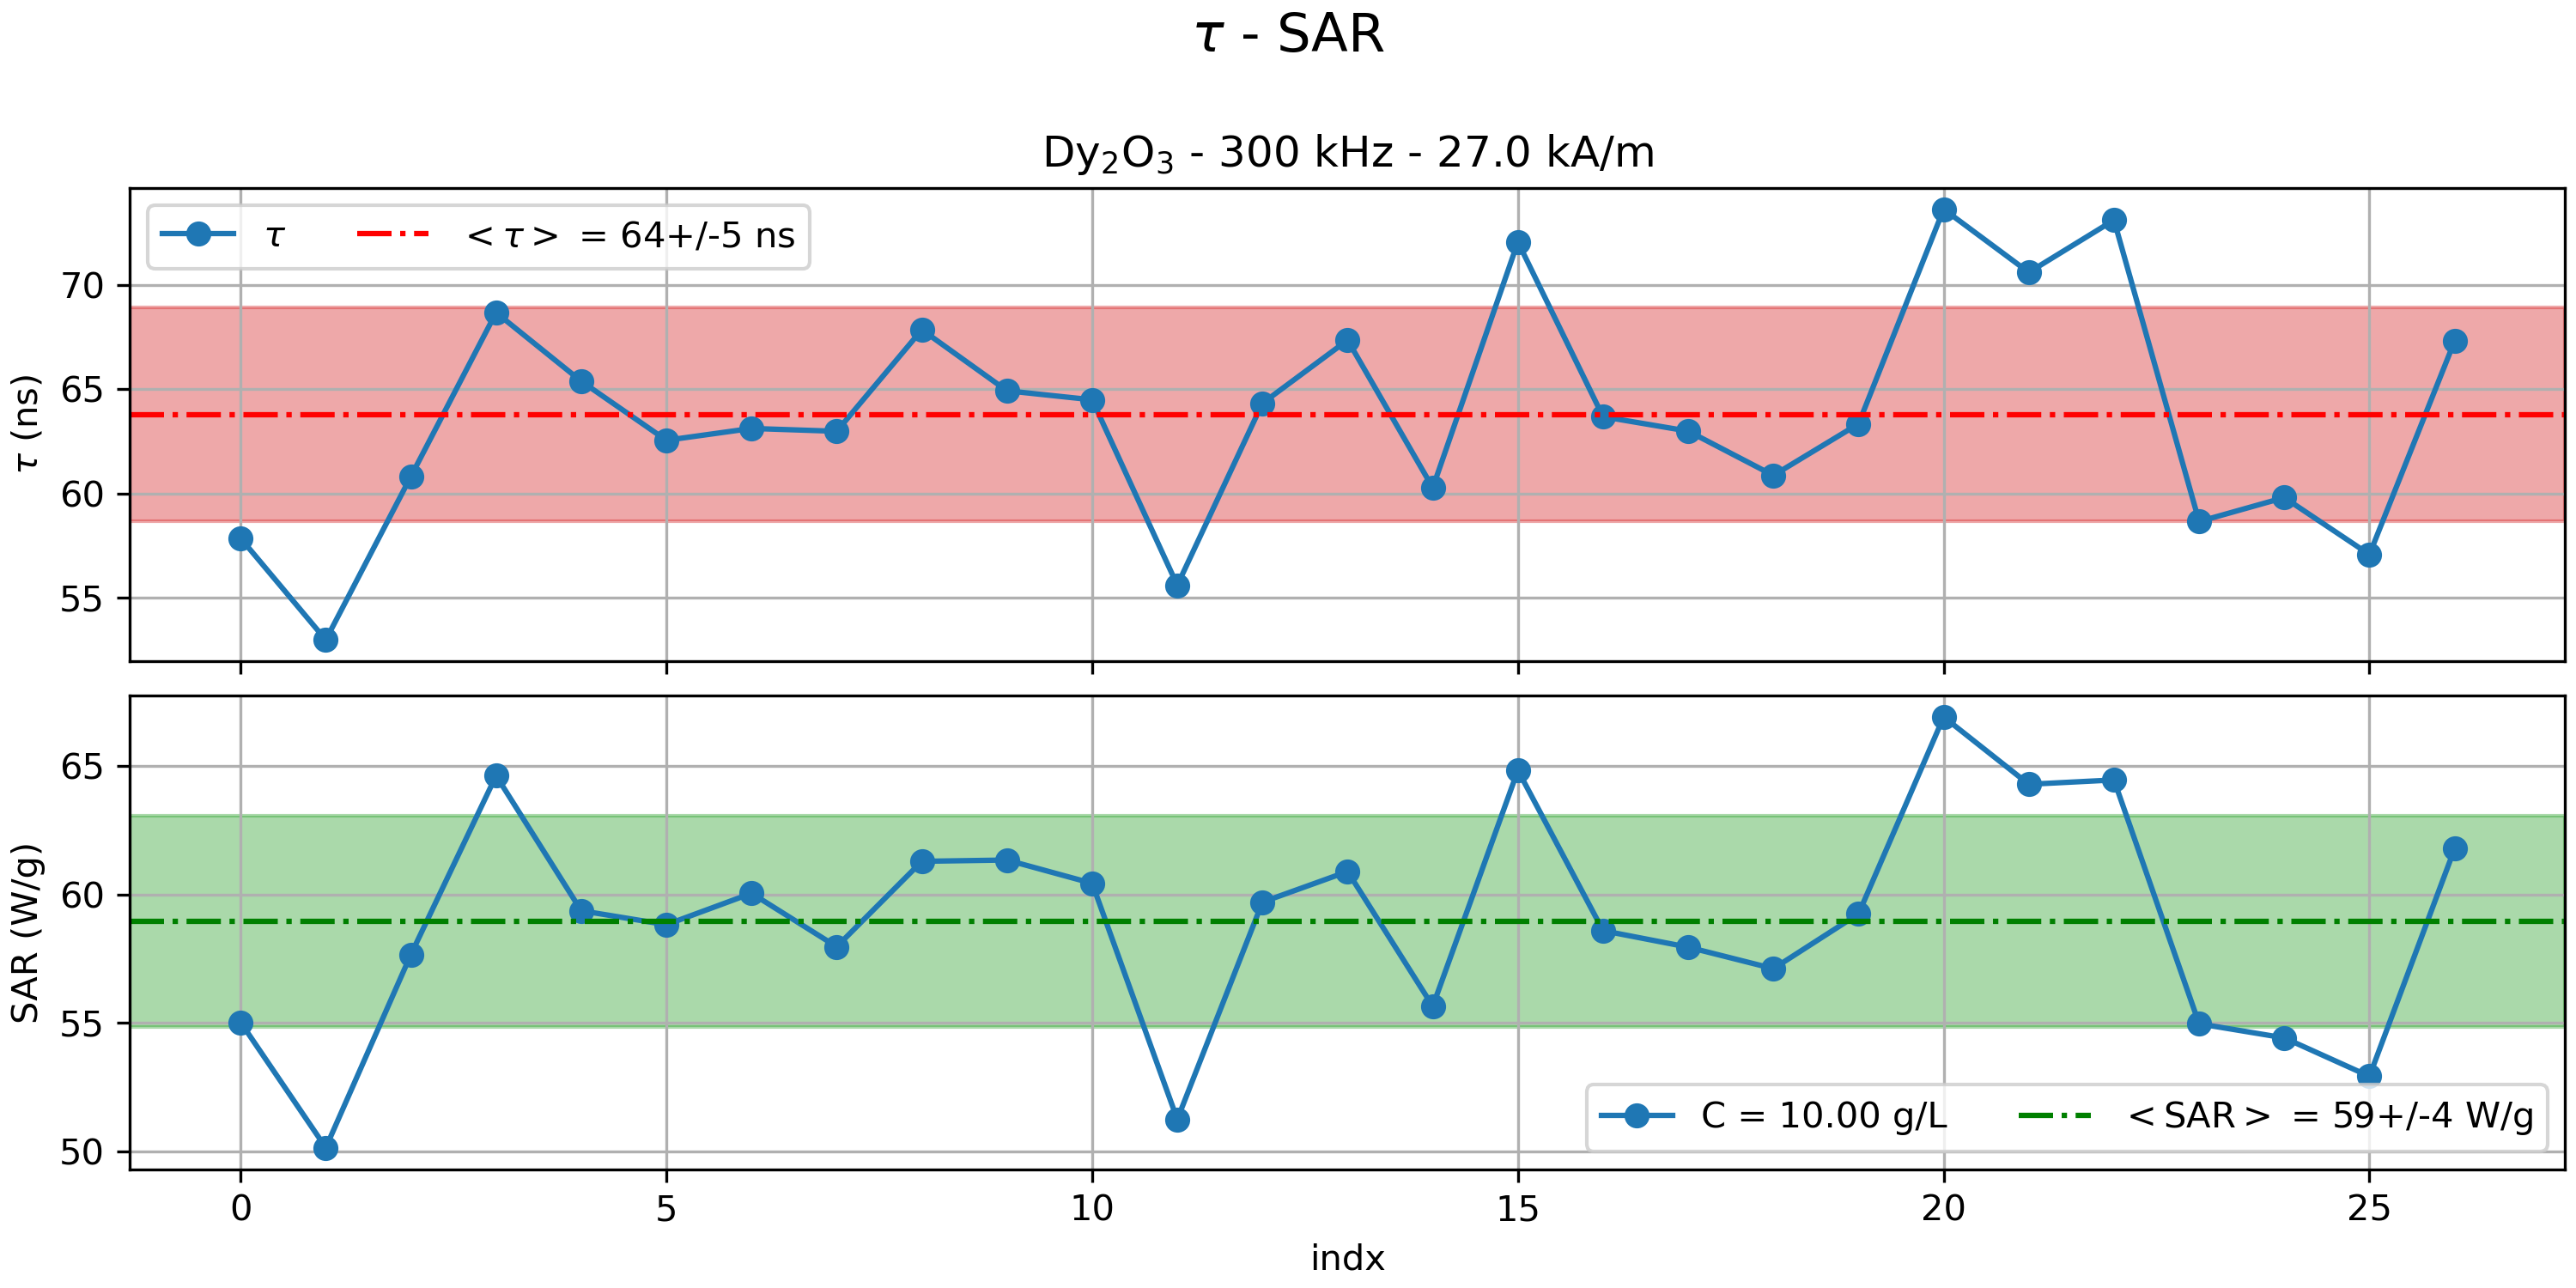 τ - SAR
Dy₂O₃ - 300 kHz - 27.0 kA/m
τ <τ> = 64+/-5 ns
τ (ns)
70
65
60
55
SAR (W/g)
65
60
55
50
C = 10.00 g/L <SAR> = 59+/-4 W/g
0 5 10 15 20 25
indx